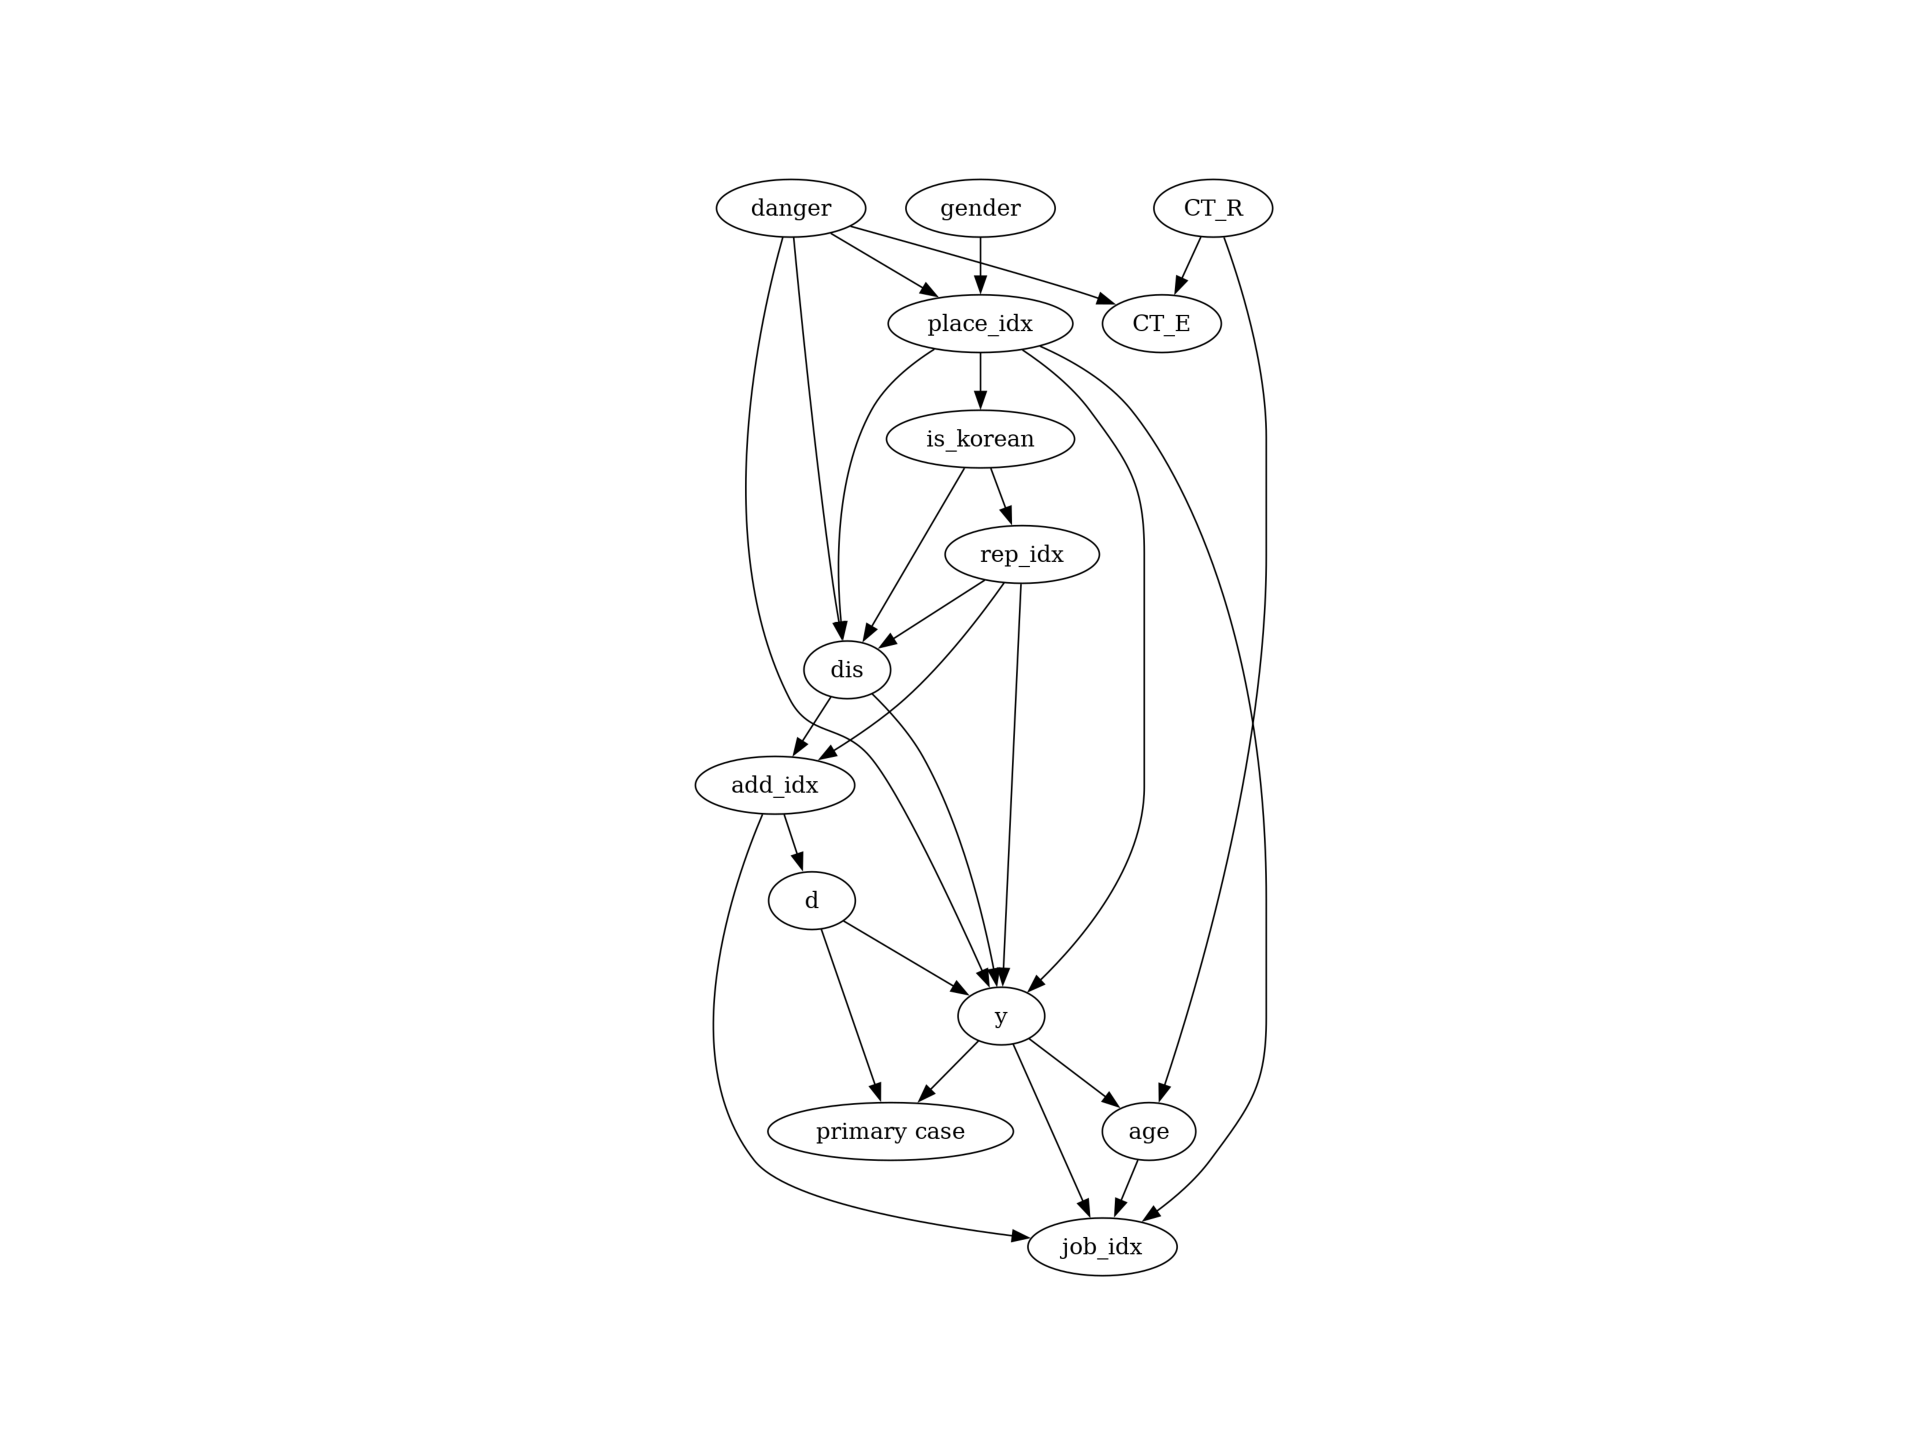 danger
gender
CT_R
place_idx
CT_E
is_korean
rep_idx
dis
add_idx
d
y
primary case
age
job_idx